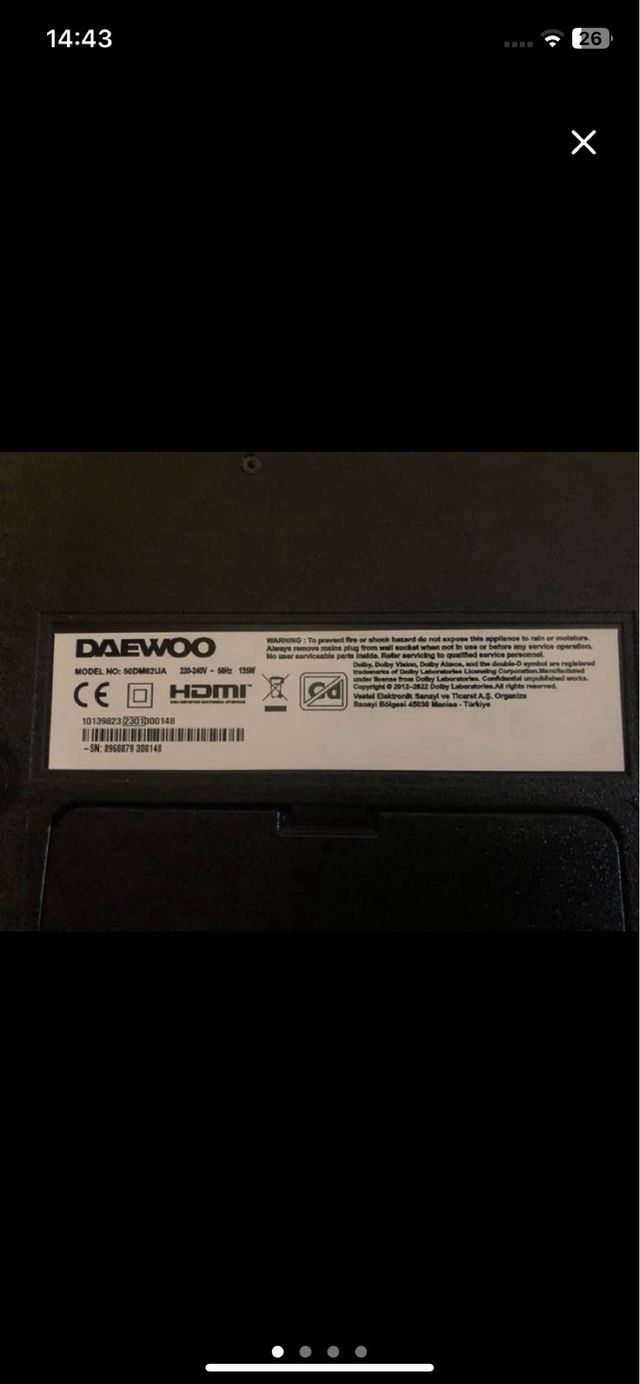 14:43
26
DAEWOO
MODEL NO: 50DM62UA 220-240V ~ 50Hz 135W
CE
HDMI™
WARNING : To prevent fire or shock hazard do not expose this appliance to rain or moisture.
Always remove mains plug from wall socket when not in use or before any service operation.
No user serviceable parts inside. Refer servicing to qualified service personnel.
Dolby, Dolby Vision, Dolby Atmos, and the double-D symbol are registered
trademarks of Dolby Laboratories Licensing Corporation.Manufactured
under license from Dolby Laboratories. Confidential unpublished works.
Copyright © 2012-2022 Dolby Laboratories.All rights reserved.
Vestel Elektronik Sanayi ve Ticaret A.Ş. Organize
Sanayi Bölgesi 45030 Manisa - Türkiye
Cd
10139823 2301 300148
-SN: 8960879 300148